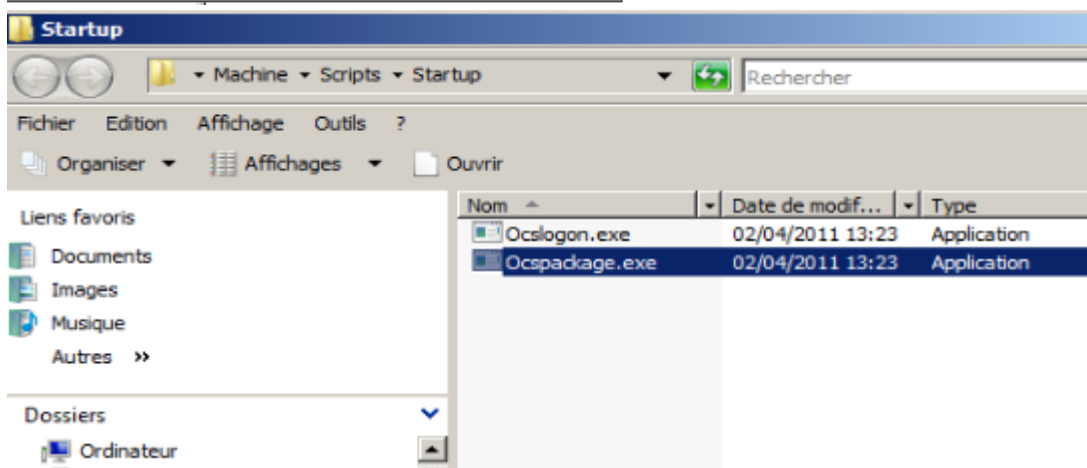 Startup
Machine Scripts Startup Rechercher
Fichier Edition Affichage Outils ?
Organiser Affichages Ouvrir
Liens favoris
Documents
Images
Musique
Autres »
Dossiers
Ordinateur
Nom Date de modif... Type
Ocslogon.exe 02/04/2011 13:23 Application
Ocspackage.exe 02/04/2011 13:23 Application